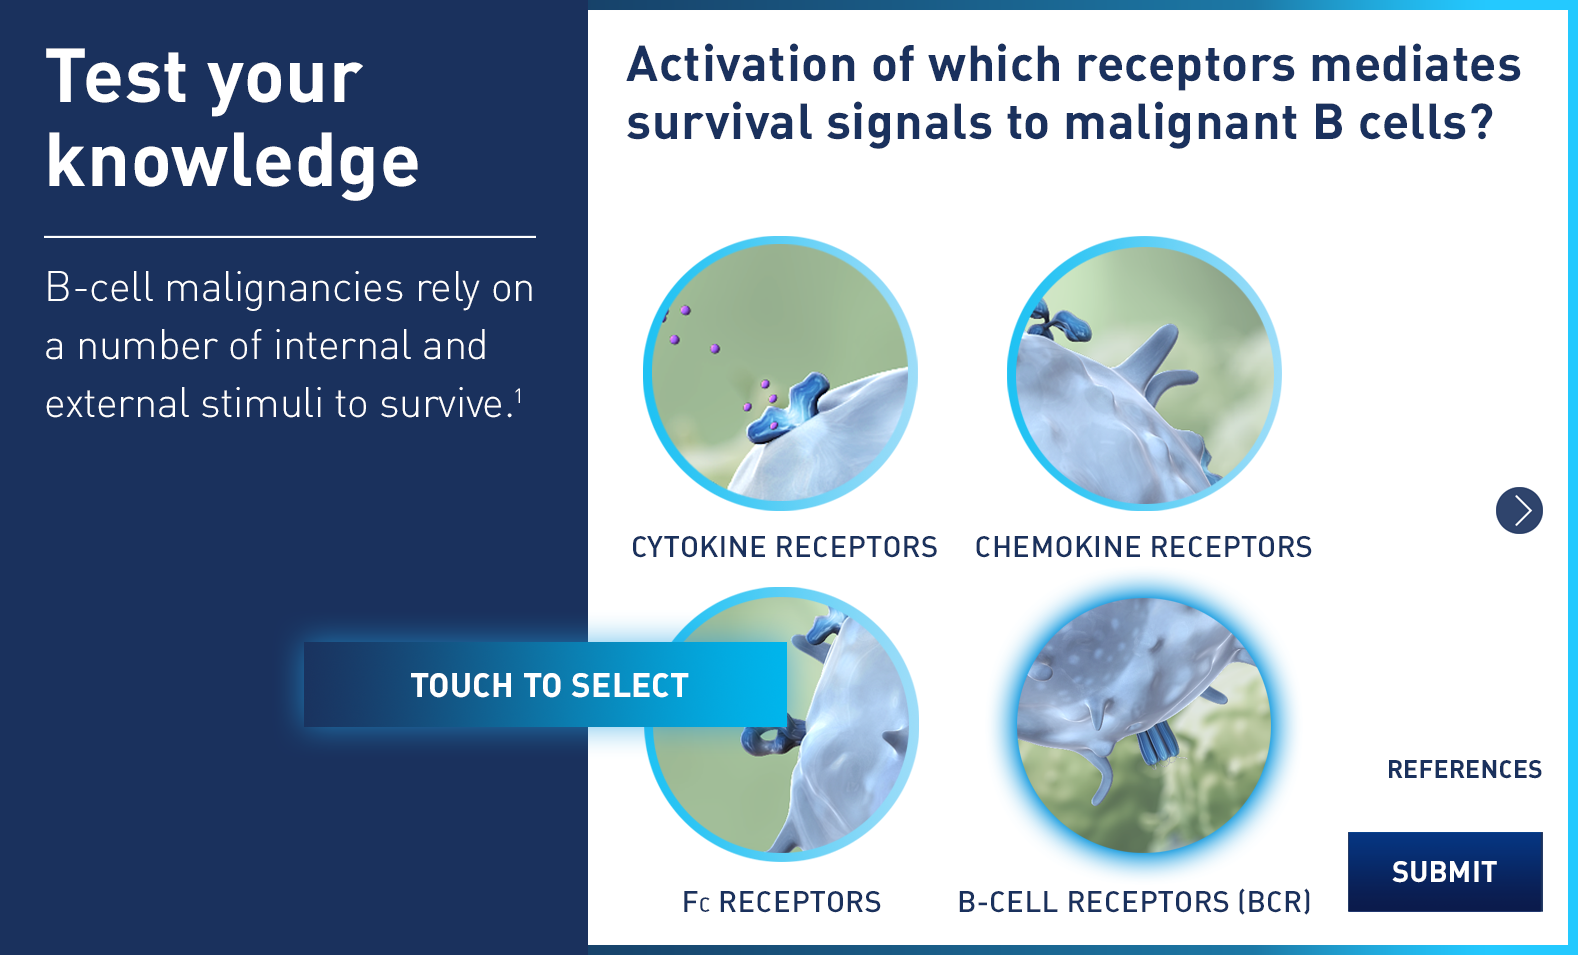 Test your
knowledge
B-cell malignancies rely on
a number of internal and
external stimuli to survive.¹
Activation of which receptors mediates
survival signals to malignant B cells?
CYTOKINE RECEPTORS
CHEMOKINE RECEPTORS
TOUCH TO SELECT
Fc RECEPTORS
B-CELL RECEPTORS (BCR)
REFERENCES
SUBMIT